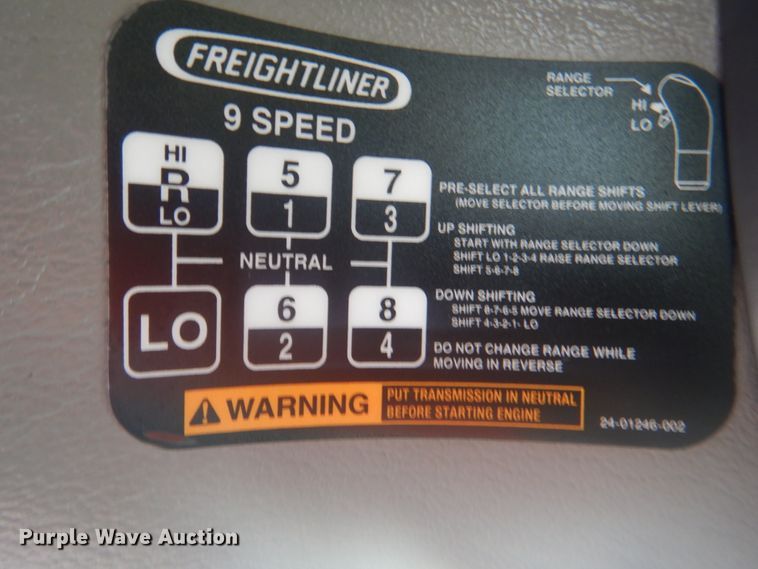 FREIGHTLINER
9 SPEED
RANGE
SELECTOR
HI
LO
HI
R
LO
5
1
7
3
NEUTRAL
LO
6
2
8
4
PRE-SELECT ALL RANGE SHIFTS
(MOVE SELECTOR BEFORE MOVING SHIFT LEVER)
UP SHIFTING
START WITH RANGE SELECTOR DOWN
SHIFT LO 1-2-3-4 RAISE RANGE SELECTOR
SHIFT 5-6-7-8
DOWN SHIFTING
SHIFT 8-7-6-5 MOVE RANGE SELECTOR DOWN
SHIFT 4-3-2-1- LO
DO NOT CHANGE RANGE WHILE
MOVING IN REVERSE
WARNING
PUT TRANSMISSION IN NEUTRAL
BEFORE STARTING ENGINE
24-01246-002
Purple Wave Auction